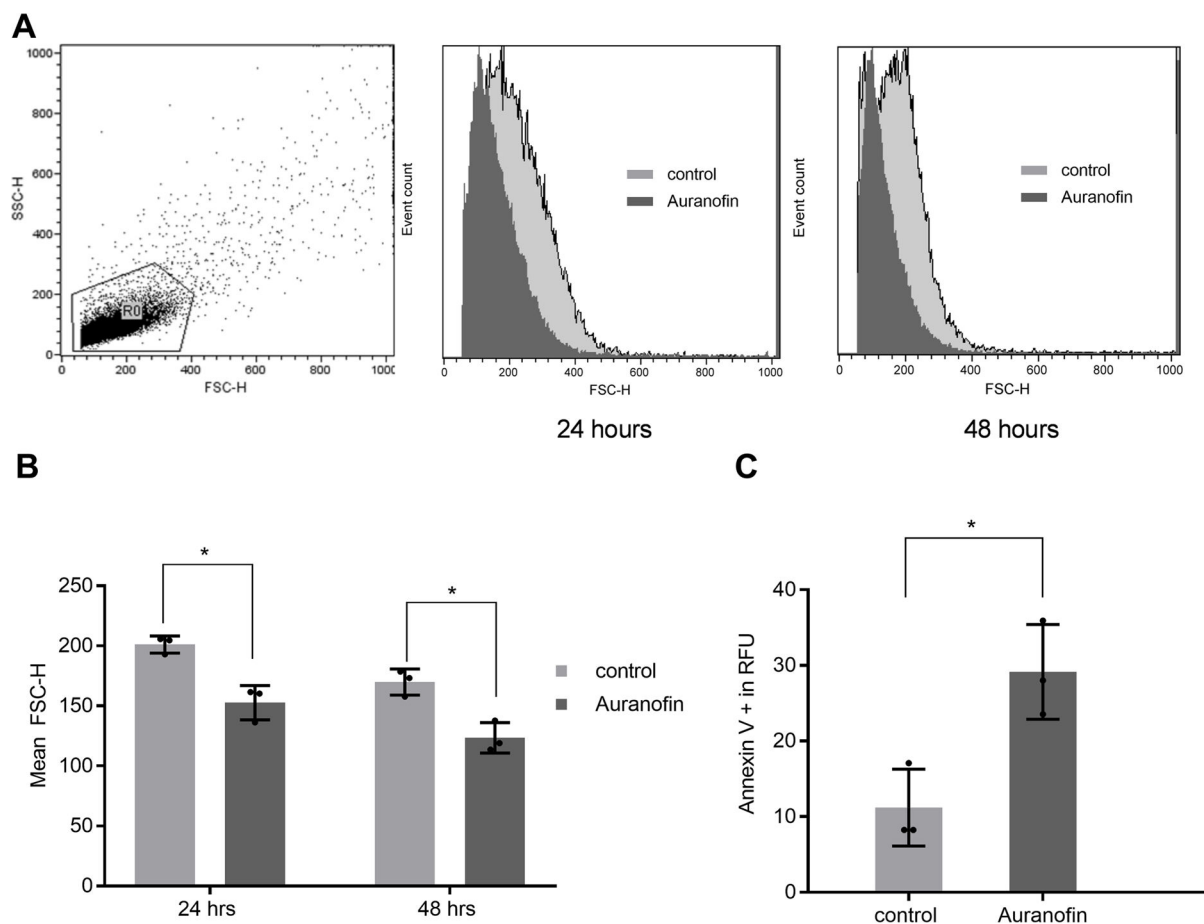 A
1000
800
600
400
200
0
SSC-H
R0
0 200 400 600 800 1000
FSC-H
Event count
control
Auranofin
0 200 400 600 800 1000
FSC-H
24 hours
Event count
control
Auranofin
0 200 400 600 800 1000
FSC-H
48 hours
B
250
200
150
100
50
0
Mean FSC-H
*
*
control
Auranofin
24 hrs 48 hrs
C
40
30
20
10
0
Annexin V + in RFU
*
control Auranofin